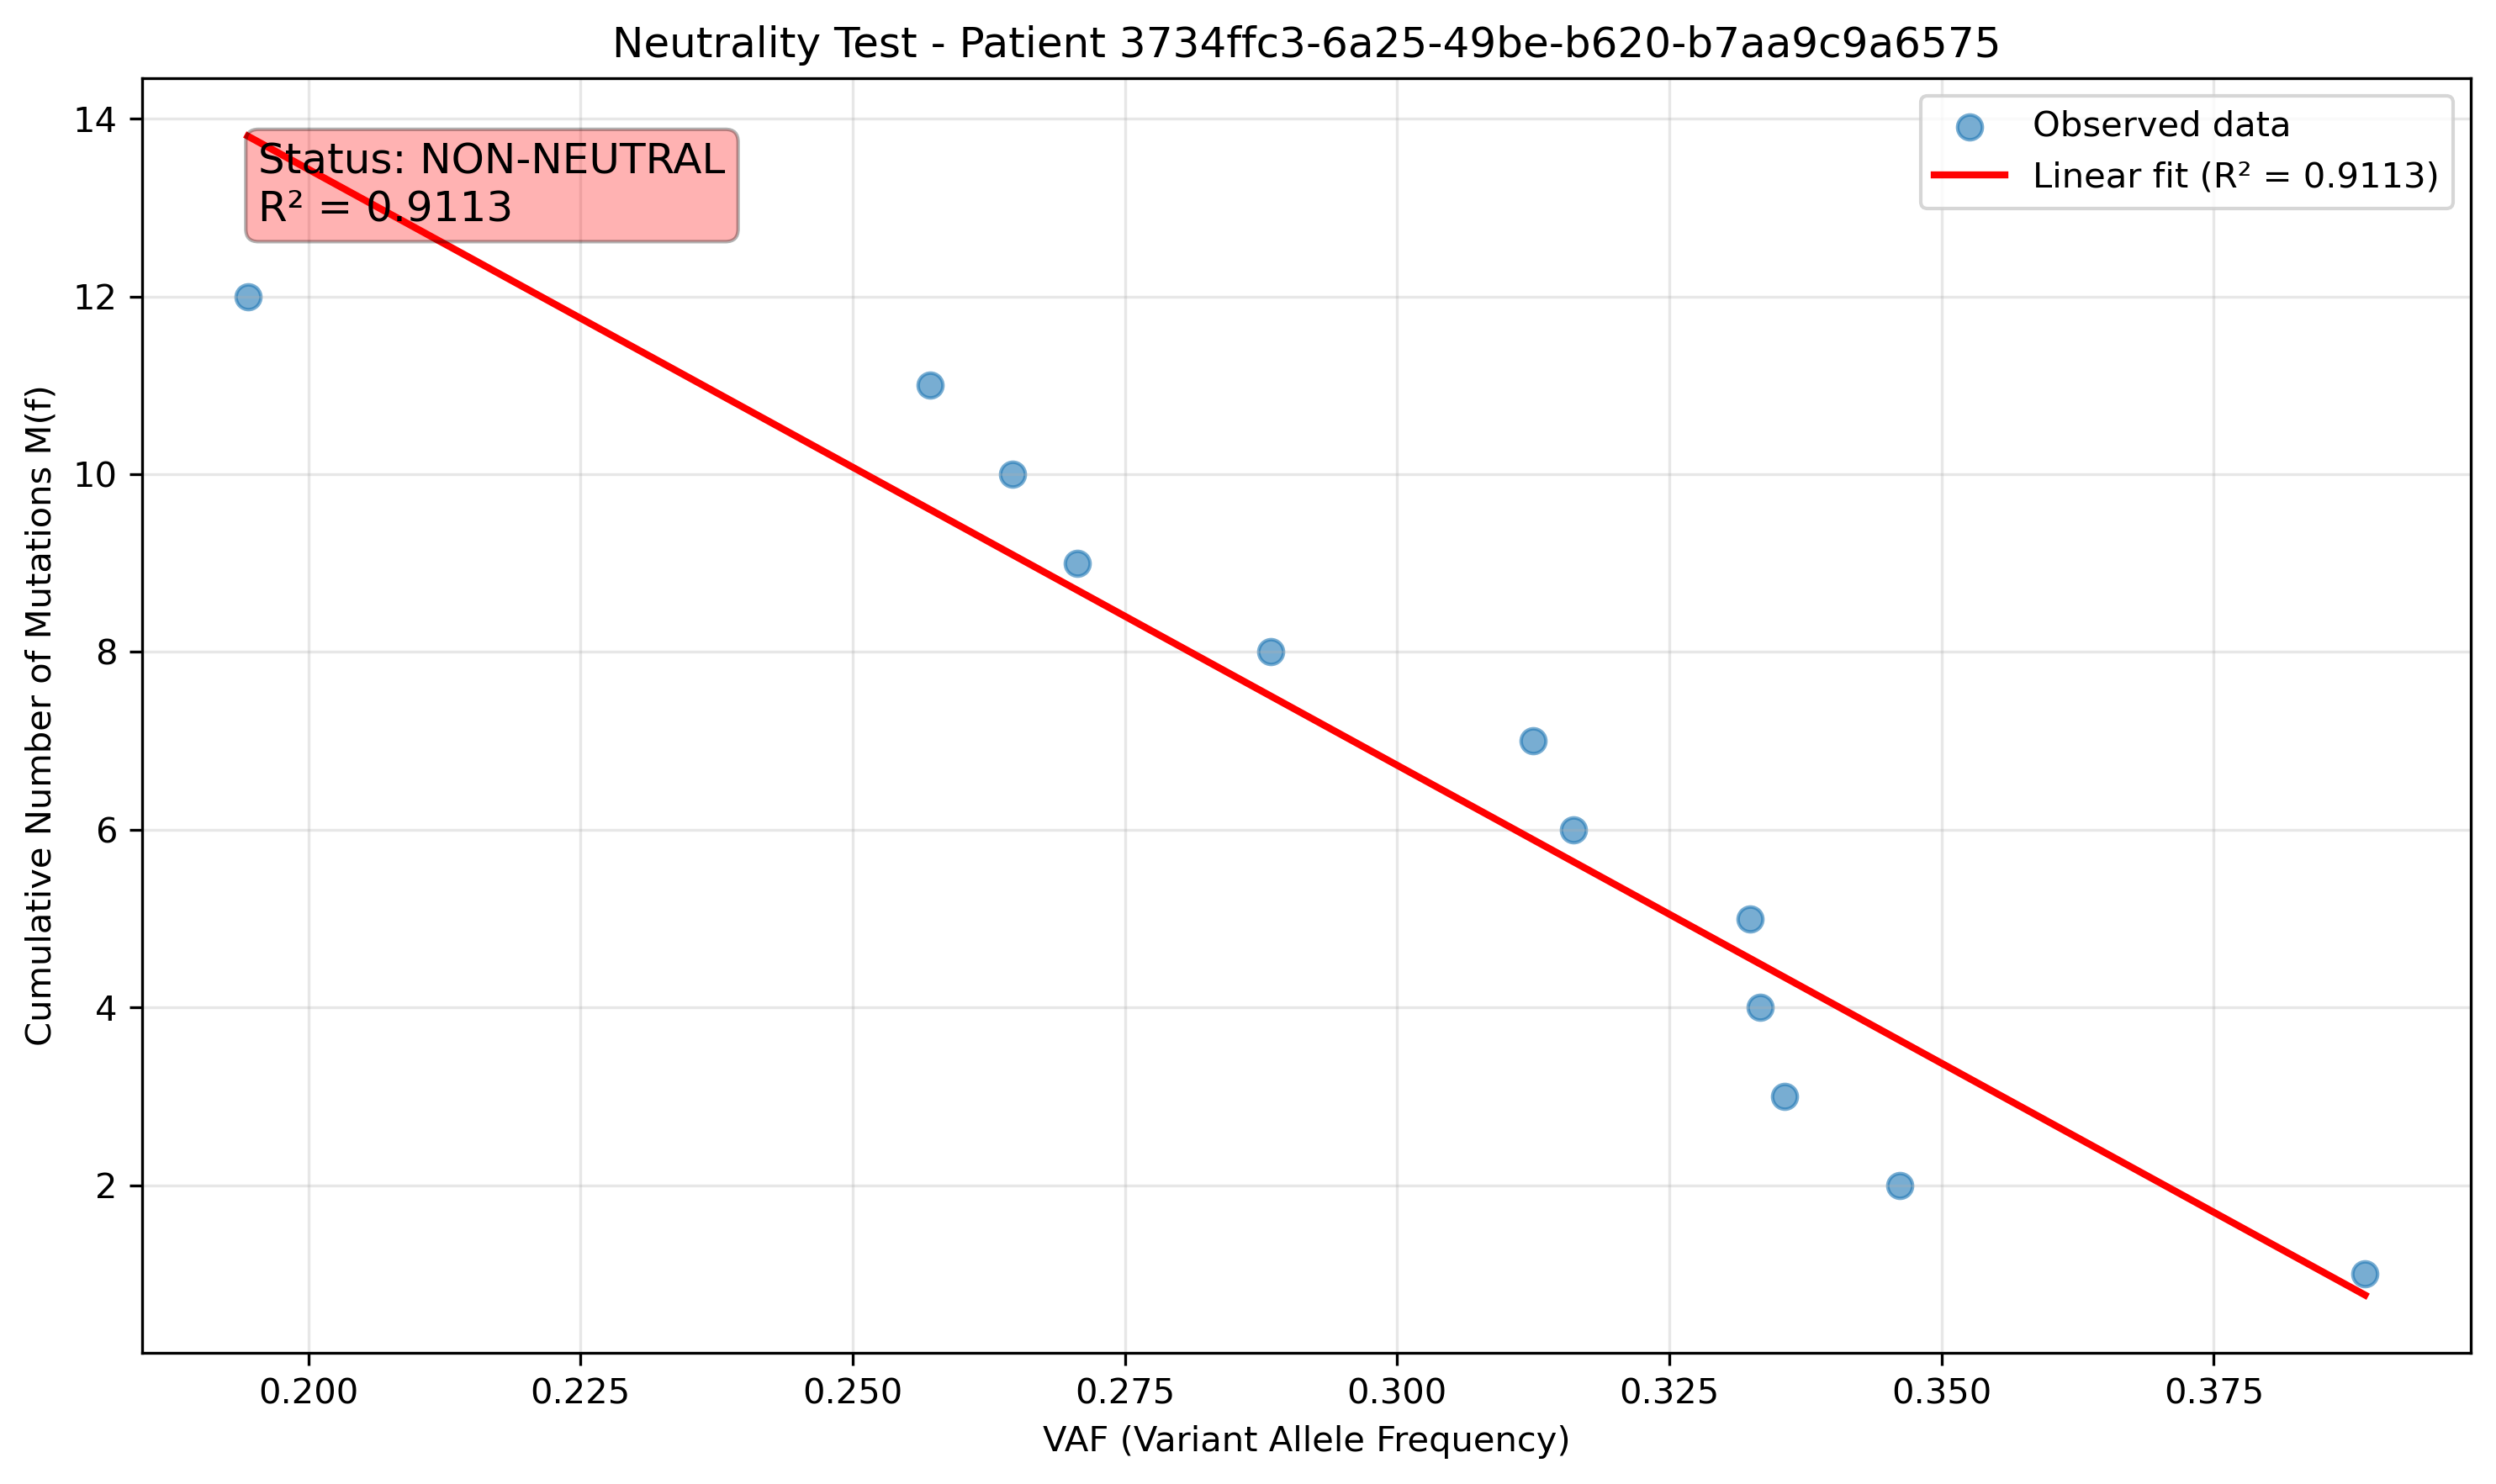 Neutrality Test - Patient 3734ffc3-6a25-49be-b620-b7aa9c9a6575
Status: NON-NEUTRAL
R² = 0.9113
Observed data
Linear fit (R² = 0.9113)
Cumulative Number of Mutations M(f)
14
12
10
8
6
4
2
0.200 0.225 0.250 0.275 0.300 0.325 0.350 0.375
VAF (Variant Allele Frequency)